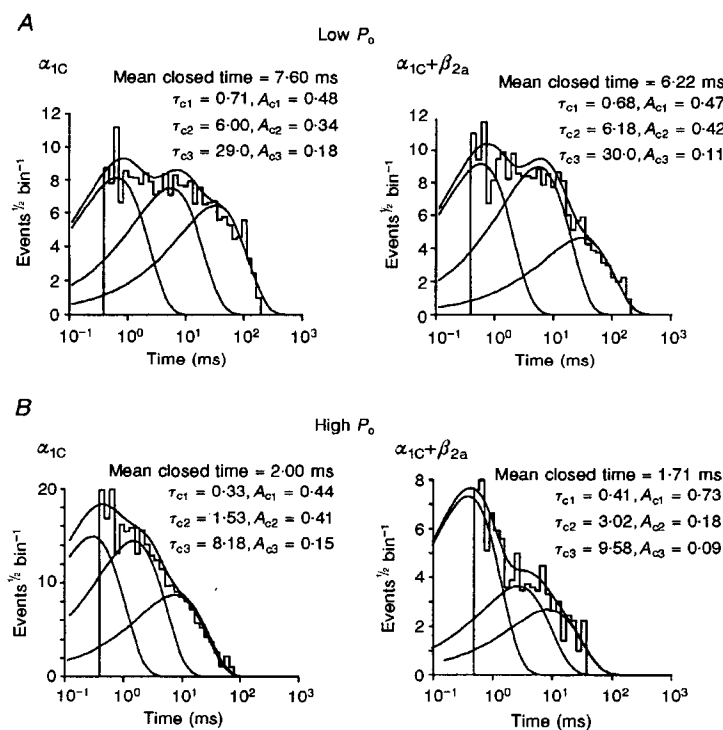 A
Low Po
α1C
Mean closed time = 7·60 ms
τc1 = 0·71, Ac1 = 0·48
τc2 = 6·00, Ac2 = 0·34
τc3 = 29·0, Ac3 = 0·18
12
10
8
6
4
2
0
Events½ bin−1
10−1 100 101 102 103
Time (ms)
α1C+β2a
Mean closed time = 6·22 ms
τc1 = 0·68, Ac1 = 0·47
τc2 = 6·18, Ac2 = 0·42
τc3 = 30·0, Ac3 = 0·11
12
10
8
6
4
2
0
Events½ bin−1
10−1 100 101 102 103
Time (ms)
B
High Po
α1C
Mean closed time = 2·00 ms
τc1 = 0·33, Ac1 = 0·44
τc2 = 1·53, Ac2 = 0·41
τc3 = 8·18, Ac3 = 0·15
20
10
0
Events½ bin−1
10−1 100 101 102 103
Time (ms)
α1C+β2a
Mean closed time = 1·71 ms
τc1 = 0·41, Ac1 = 0·73
τc2 = 3·02, Ac2 = 0·18
τc3 = 9·58, Ac3 = 0·09
8
6
4
2
0
Events½ bin−1
10−1 100 101 102 103
Time (ms)